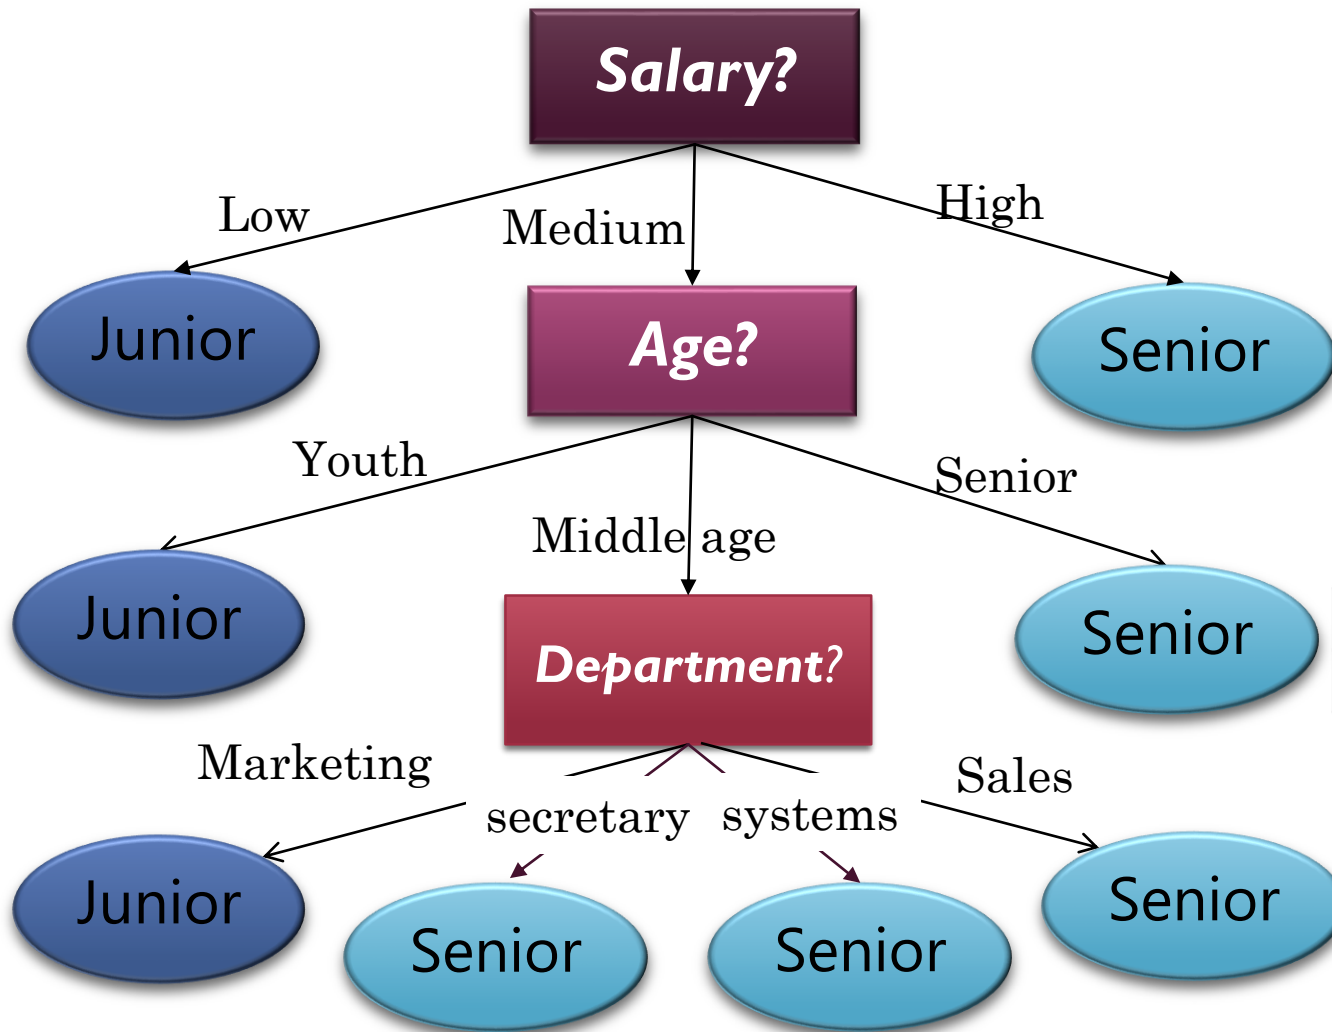 Salary?
Low
Medium
High
Junior
Age?
Senior
Youth
Middle age
Senior
Junior
Department?
Senior
Marketing
secretary
systems
Sales
Junior
Senior
Senior
Senior